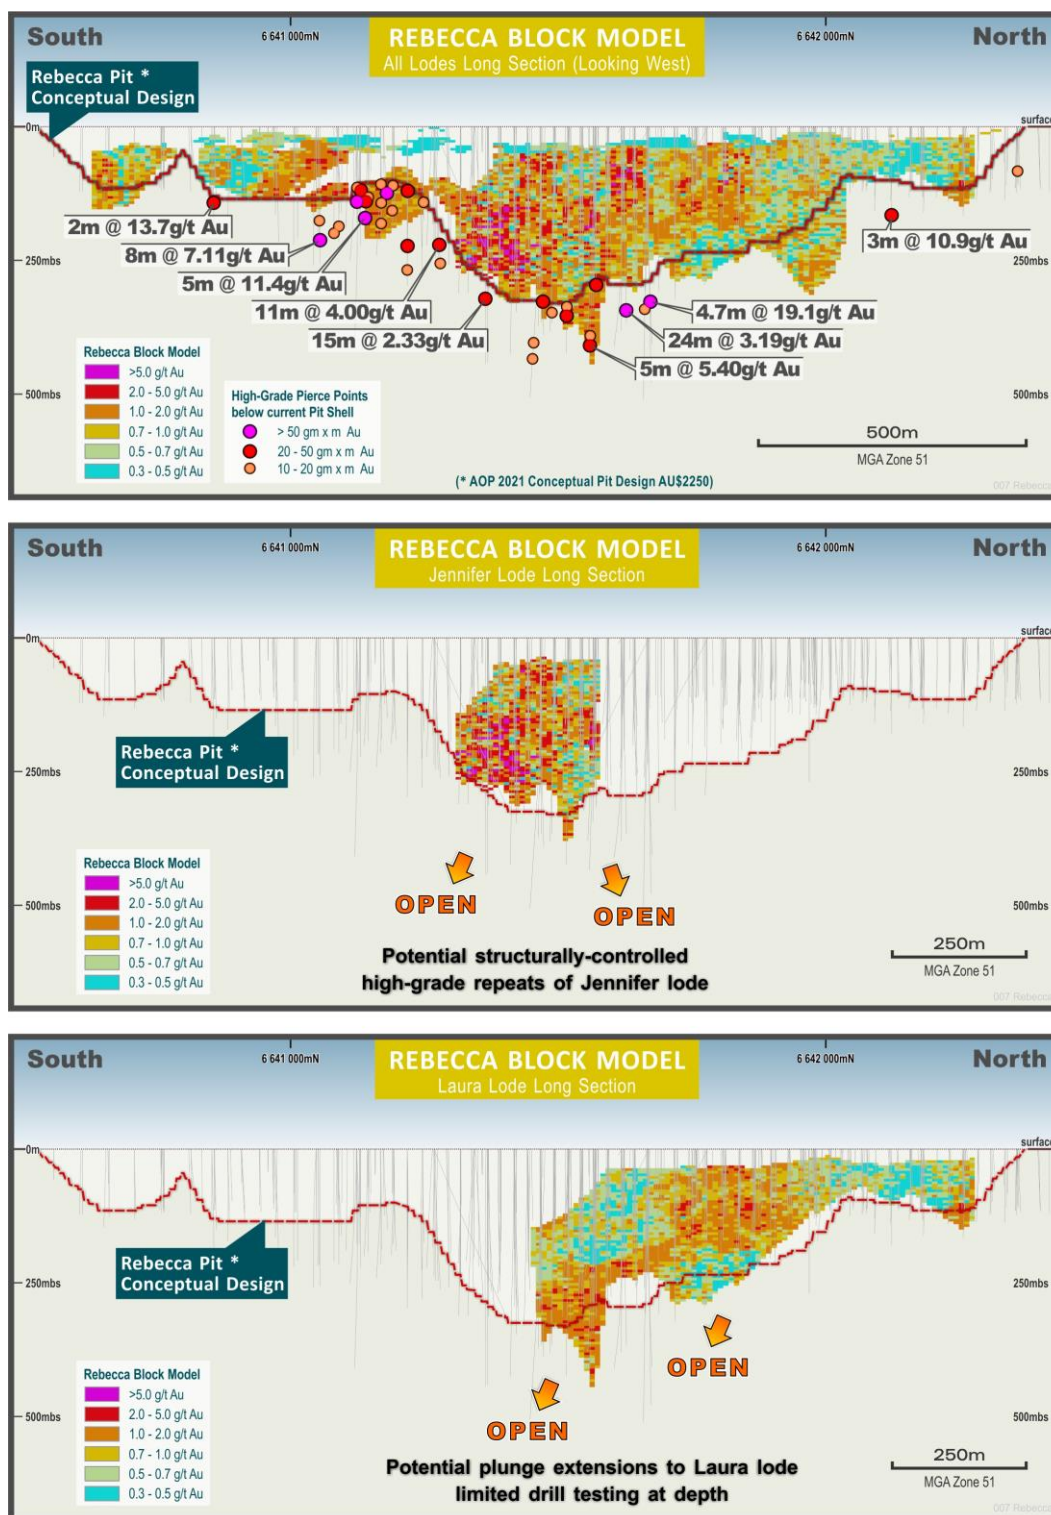 South
6 641 000mN
REBECCA BLOCK MODEL
All Lodes Long Section (Looking West)
6 642 000mN
North
Rebecca Pit *
Conceptual Design
0m
surface
2m @ 13.7g/t Au
8m @ 7.11g/t Au
5m @ 11.4g/t Au
11m @ 4.00g/t Au
15m @ 2.33g/t Au
3m @ 10.9g/t Au
4.7m @ 19.1g/t Au
24m @ 3.19g/t Au
5m @ 5.40g/t Au
250mbs
250mbs
500mbs
500mbs
Rebecca Block Model
>5.0 g/t Au
2.0 - 5.0 g/t Au
1.0 - 2.0 g/t Au
0.7 - 1.0 g/t Au
0.5 - 0.7 g/t Au
0.3 - 0.5 g/t Au
High-Grade Pierce Points
below current Pit Shell
> 50 gm x m Au
20 - 50 gm x m Au
10 - 20 gm x m Au
500m
MGA Zone 51
(* AOP 2021 Conceptual Pit Design AU$2250)
007 Rebecca
South
6 641 000mN
REBECCA BLOCK MODEL
Jennifer Lode Long Section
6 642 000mN
North
0m
surface
Rebecca Pit *
Conceptual Design
250mbs
250mbs
Rebecca Block Model
>5.0 g/t Au
2.0 - 5.0 g/t Au
1.0 - 2.0 g/t Au
0.7 - 1.0 g/t Au
0.5 - 0.7 g/t Au
0.3 - 0.5 g/t Au
500mbs
500mbs
OPEN
OPEN
Potential structurally-controlled
high-grade repeats of Jennifer lode
250m
MGA Zone 51
007 Rebecca
South
6 641 000mN
REBECCA BLOCK MODEL
Laura Lode Long Section
6 642 000mN
North
0m
surface
Rebecca Pit *
Conceptual Design
250mbs
250mbs
Rebecca Block Model
>5.0 g/t Au
2.0 - 5.0 g/t Au
1.0 - 2.0 g/t Au
0.7 - 1.0 g/t Au
0.5 - 0.7 g/t Au
0.3 - 0.5 g/t Au
500mbs
500mbs
OPEN
OPEN
Potential plunge extensions to Laura lode
limited drill testing at depth
250m
MGA Zone 51
007 Rebecca